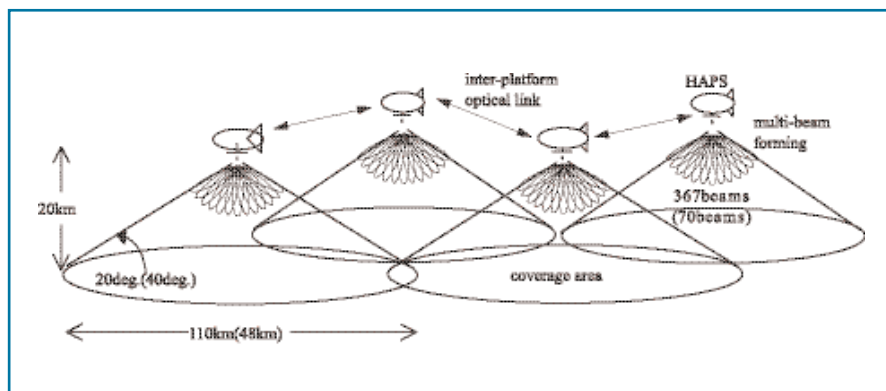 inter-platform
optical link
HAPS
multi-beam
forming
20km
367beams
(70beams)
20deg.(40deg.)
coverage area
110km(48km)